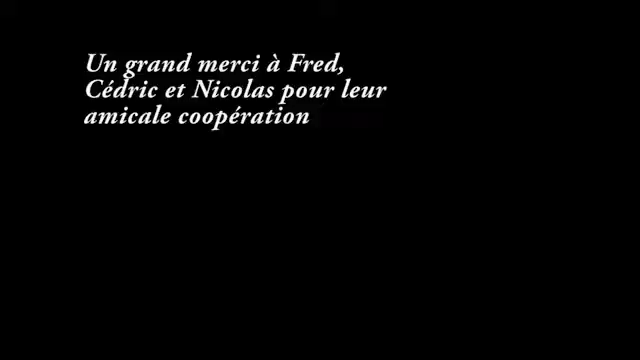 Un grand merci à Fred,
Cédric et Nicolas pour leur
amicale coopération